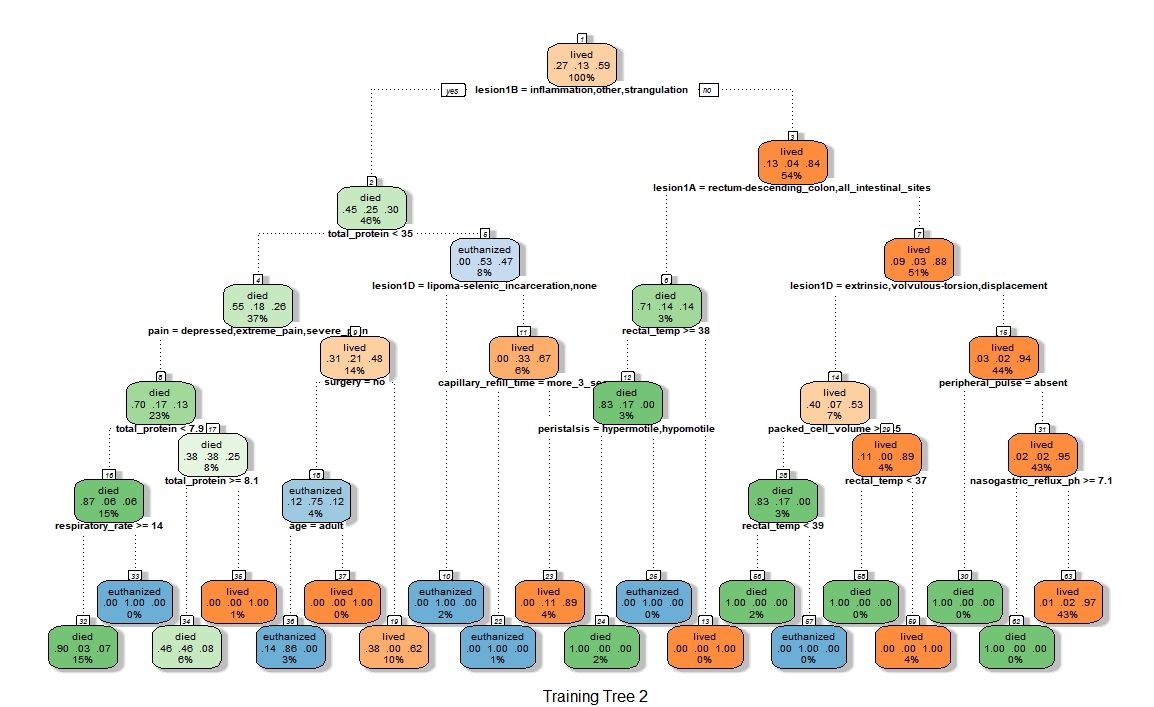 1
lived
.27 .13 .59
100%
yes lesion1B = inflammation,other,strangulation no
3
lived
.13 .04 .84
54%
lesion1A = rectum-descending_colon,all_intestinal_sites
2
died
.45 .25 .30
46%
total_protein < 35
5
euthanized
.00 .53 .47
8%
lesion1D = lipoma-selenic_incarceration,none
7
lived
.09 .03 .88
51%
lesion1D = extrinsic,volvulous-torsion,displacement
4
died
.55 .18 .26
37%
pain = depressed,extreme_pain,severe_pain
6
died
.71 .14 .14
3%
rectal_temp >= 38
9
lived
.31 .21 .48
14%
surgery = no
11
lived
.00 .33 .67
6%
capillary_refill_time = more_3_sec
15
lived
.03 .02 .94
44%
peripheral_pulse = absent
8
died
.70 .17 .13
23%
total_protein < 7.9
12
died
.83 .17 .00
3%
peristalsis = hypermotile,hypomotile
14
lived
.40 .07 .53
7%
packed_cell_volume >
17
died
.38 .38 .25
8%
total_protein >= 8.1
29
lived
.11 .00 .89
4%
rectal_temp < 37
31
lived
.02 .02 .95
43%
nasogastric_reflux_ph >= 7.1
16
died
.87 .06 .06
15%
respiratory_rate >= 14
18
euthanized
.12 .75 .12
4%
age = adult
28
died
.83 .17 .00
3%
rectal_temp < 39
33
euthanized
.00 1.00 .00
0%
35
lived
.00 .00 1.00
1%
37
lived
.00 .00 1.00
0%
10
euthanized
.00 1.00 .00
2%
23
lived
.00 .11 .89
4%
25
euthanized
.00 1.00 .00
0%
56
died
1.00 .00 .00
2%
58
died
1.00 .00 .00
0%
30
died
1.00 .00 .00
0%
63
lived
.01 .02 .97
43%
32
died
.90 .03 .07
15%
34
died
.46 .46 .08
6%
36
euthanized
.14 .86 .00
3%
19
lived
.38 .00 .62
10%
22
euthanized
.00 1.00 .00
1%
24
died
1.00 .00 .00
2%
13
lived
.00 .00 1.00
0%
57
euthanized
.00 1.00 .00
0%
59
lived
.00 .00 1.00
4%
62
died
1.00 .00 .00
0%
Training Tree 2